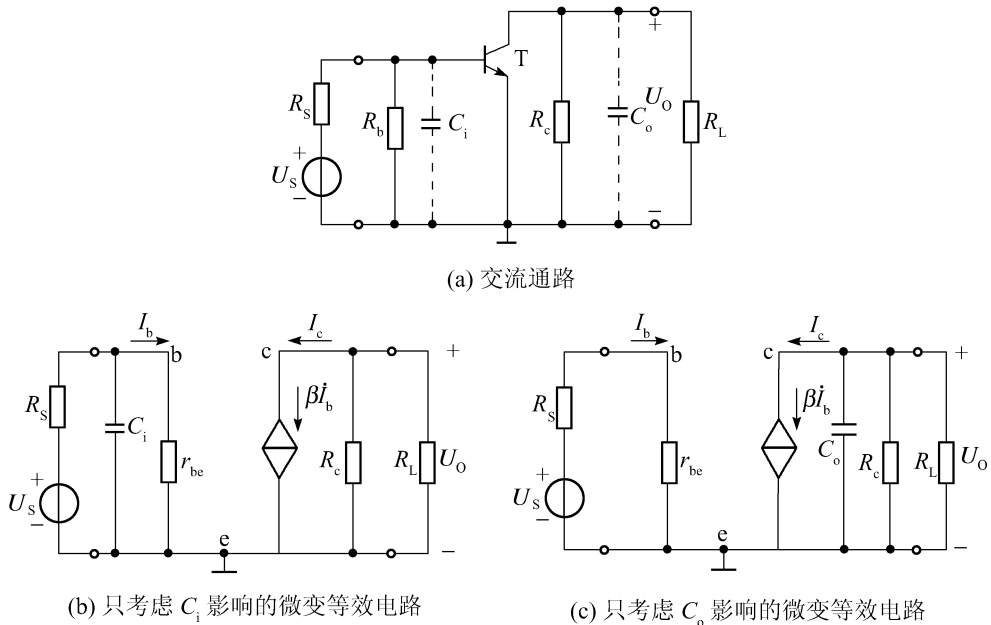 T
+
R_S
R_b
C_i
R_c
U_O
C_o
R_L
+
U_S
−
−
(a) 交流通路
I_b
b
c
I_c
+
R_S
C_i
r_be
βİ_b
R_c
R_L
U_O
+
U_S
−
e
−
(b) 只考虑 C_i 影响的微变等效电路
I_b
b
c
I_c
+
R_S
r_be
βİ_b
C_o
R_c
R_L
U_O
+
U_S
−
e
−
(c) 只考虑 C_o 影响的微变等效电路